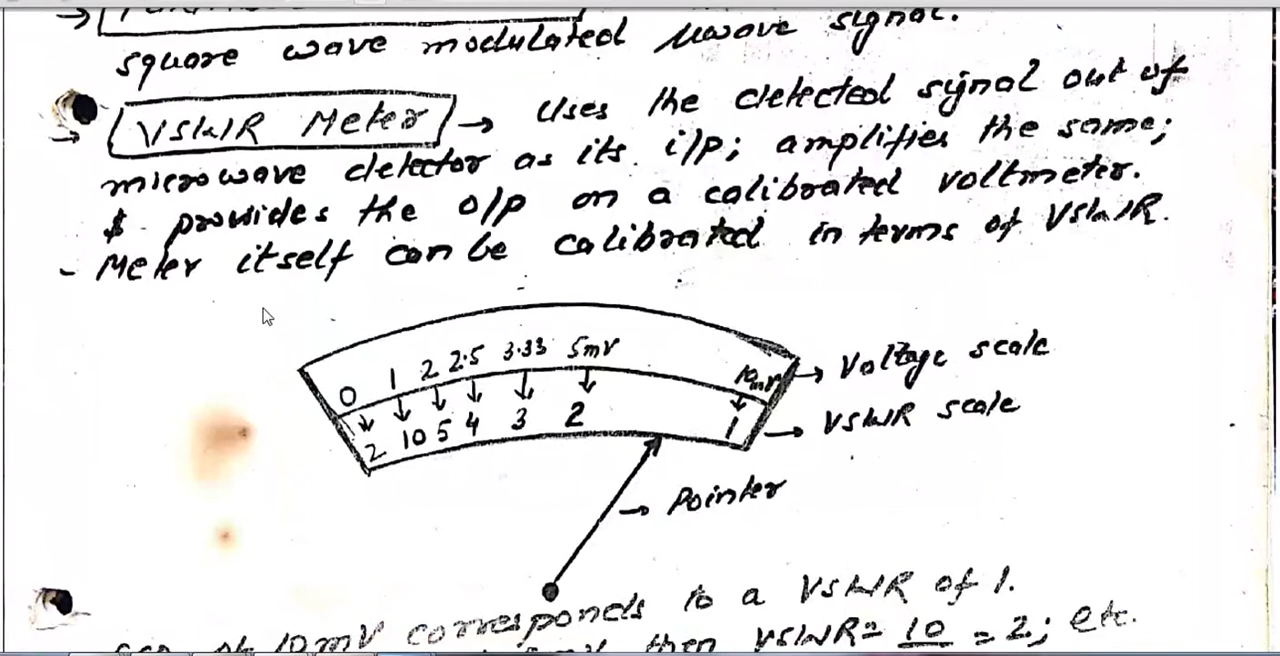 square wave modulated μwave signal.
→ VSWR Meter → Uses the detected signal out of
microwave detector as its i/p; amplifies the same;
& provides the o/p on a calibrated voltmeter.
- Meter itself can be calibrated in terms of VSWR.
0 1 2 2.5 3.33 5mV 10mV → Voltage scale
2 10 5 4 3 2 1 → VSWR scale
→ Pointer
10mV corresponds to a VSWR of 1.
then VSWR = 10 = 2; etc.